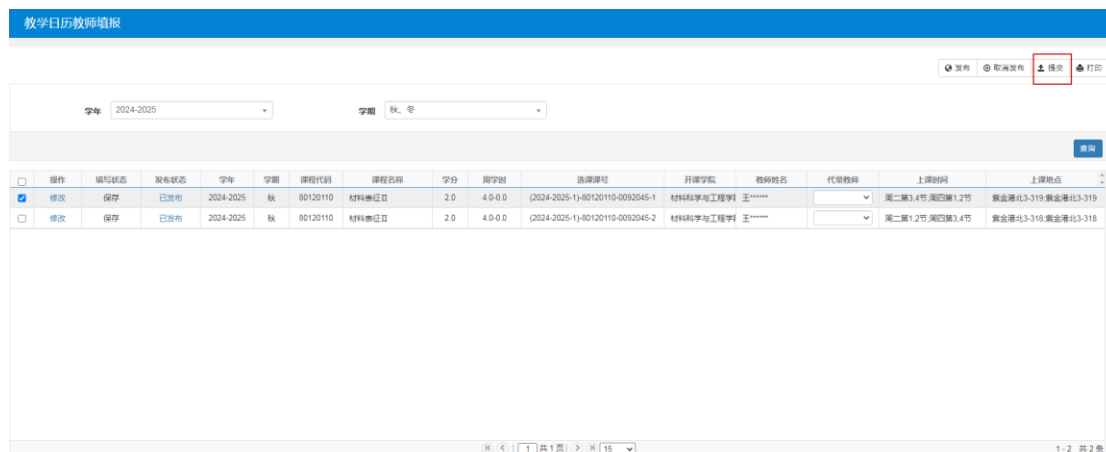 教学日历教师填报
发布 取消发布 提交 打印
学年 2024-2025 学期 秋、冬
查询
操作 填写状态 发布状态 学年 学期 课程代码 课程名称 学分 周学时 选课课号 开课学院 教师姓名 代录教师 上课时间 上课地点
修改 保存 已发布 2024-2025 秋 80120110 材料表征II 2.0 4.0-0.0 (2024-2025-1)-80120110-0092045-1 材料科学与工程学 王****** 周二第3,4节;周四第1,2节 紫金港北3-319;紫金港北3-319
修改 保存 已发布 2024-2025 秋 80120110 材料表征II 2.0 4.0-0.0 (2024-2025-1)-80120110-0092045-2 材料科学与工程学 王****** 周二第1,2节;周四第3,4节 紫金港北3-318;紫金港北3-318
1 共1页 15 1-2 共2条